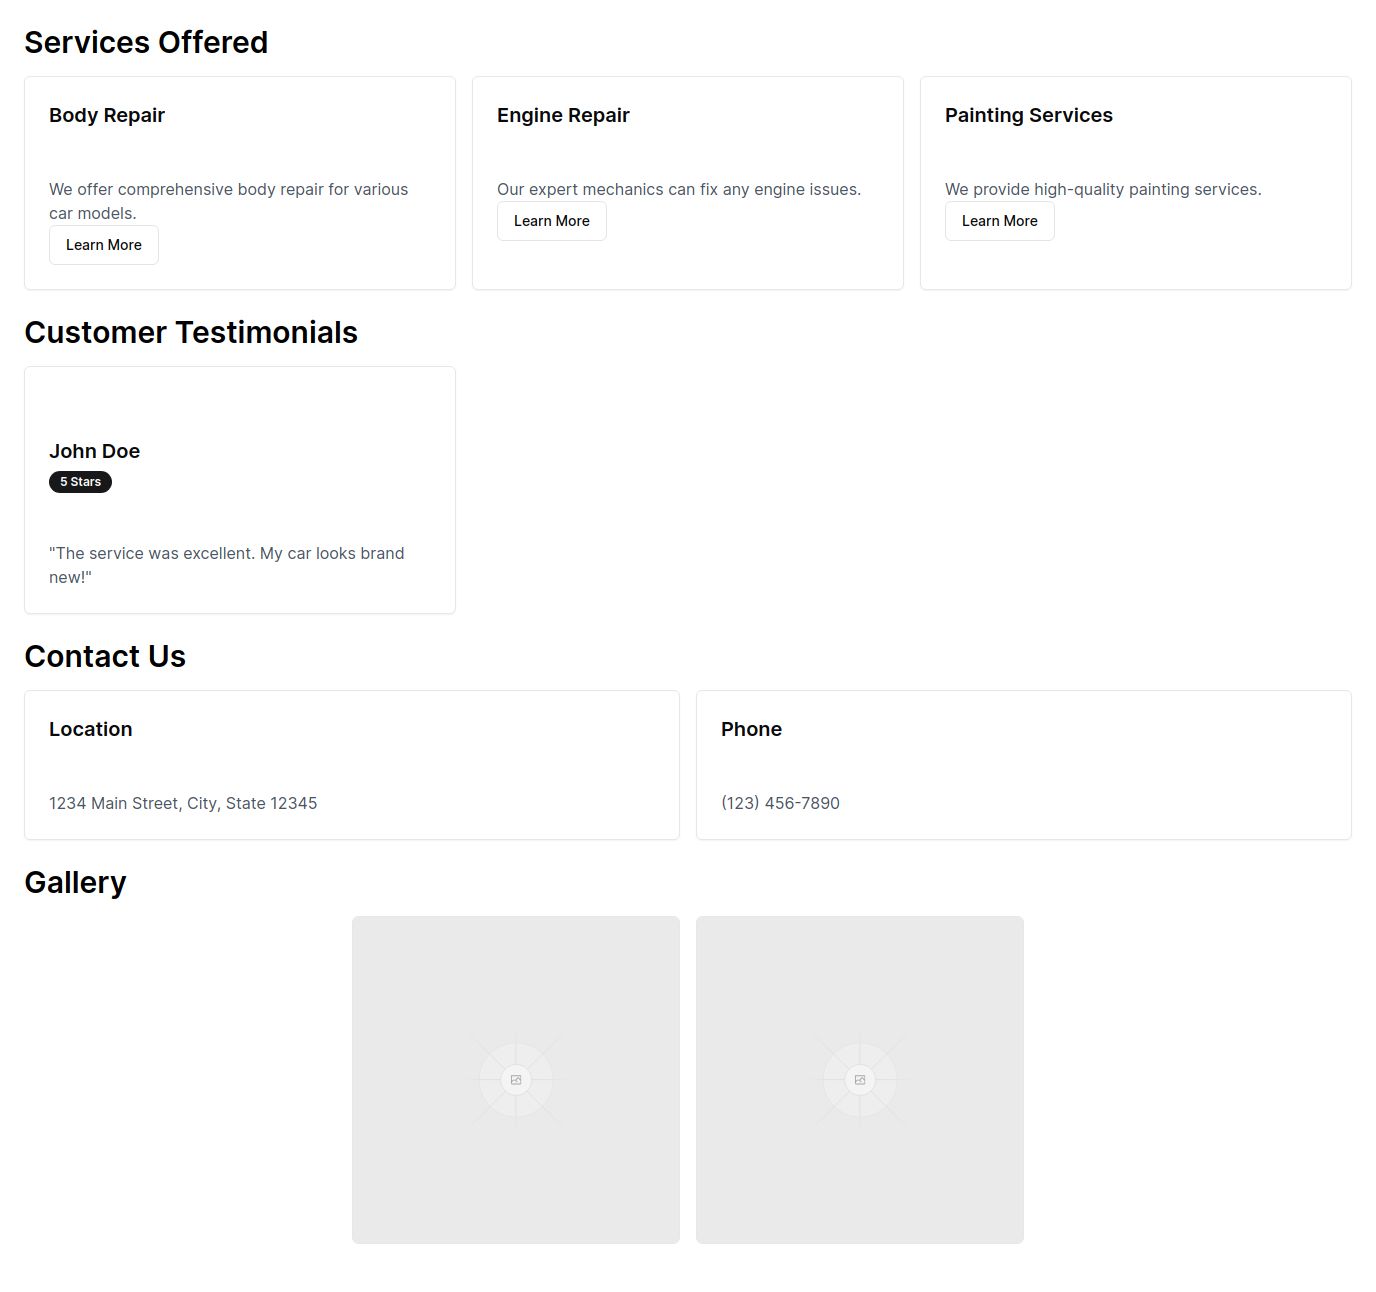 Services Offered
Body Repair
We offer comprehensive body repair for various
car models.
Learn More
Engine Repair
Our expert mechanics can fix any engine issues.
Learn More
Painting Services
We provide high-quality painting services.
Learn More
Customer Testimonials
John Doe
5 Stars
"The service was excellent. My car looks brand
new!"
Contact Us
Location
1234 Main Street, City, State 12345
Phone
(123) 456-7890
Gallery